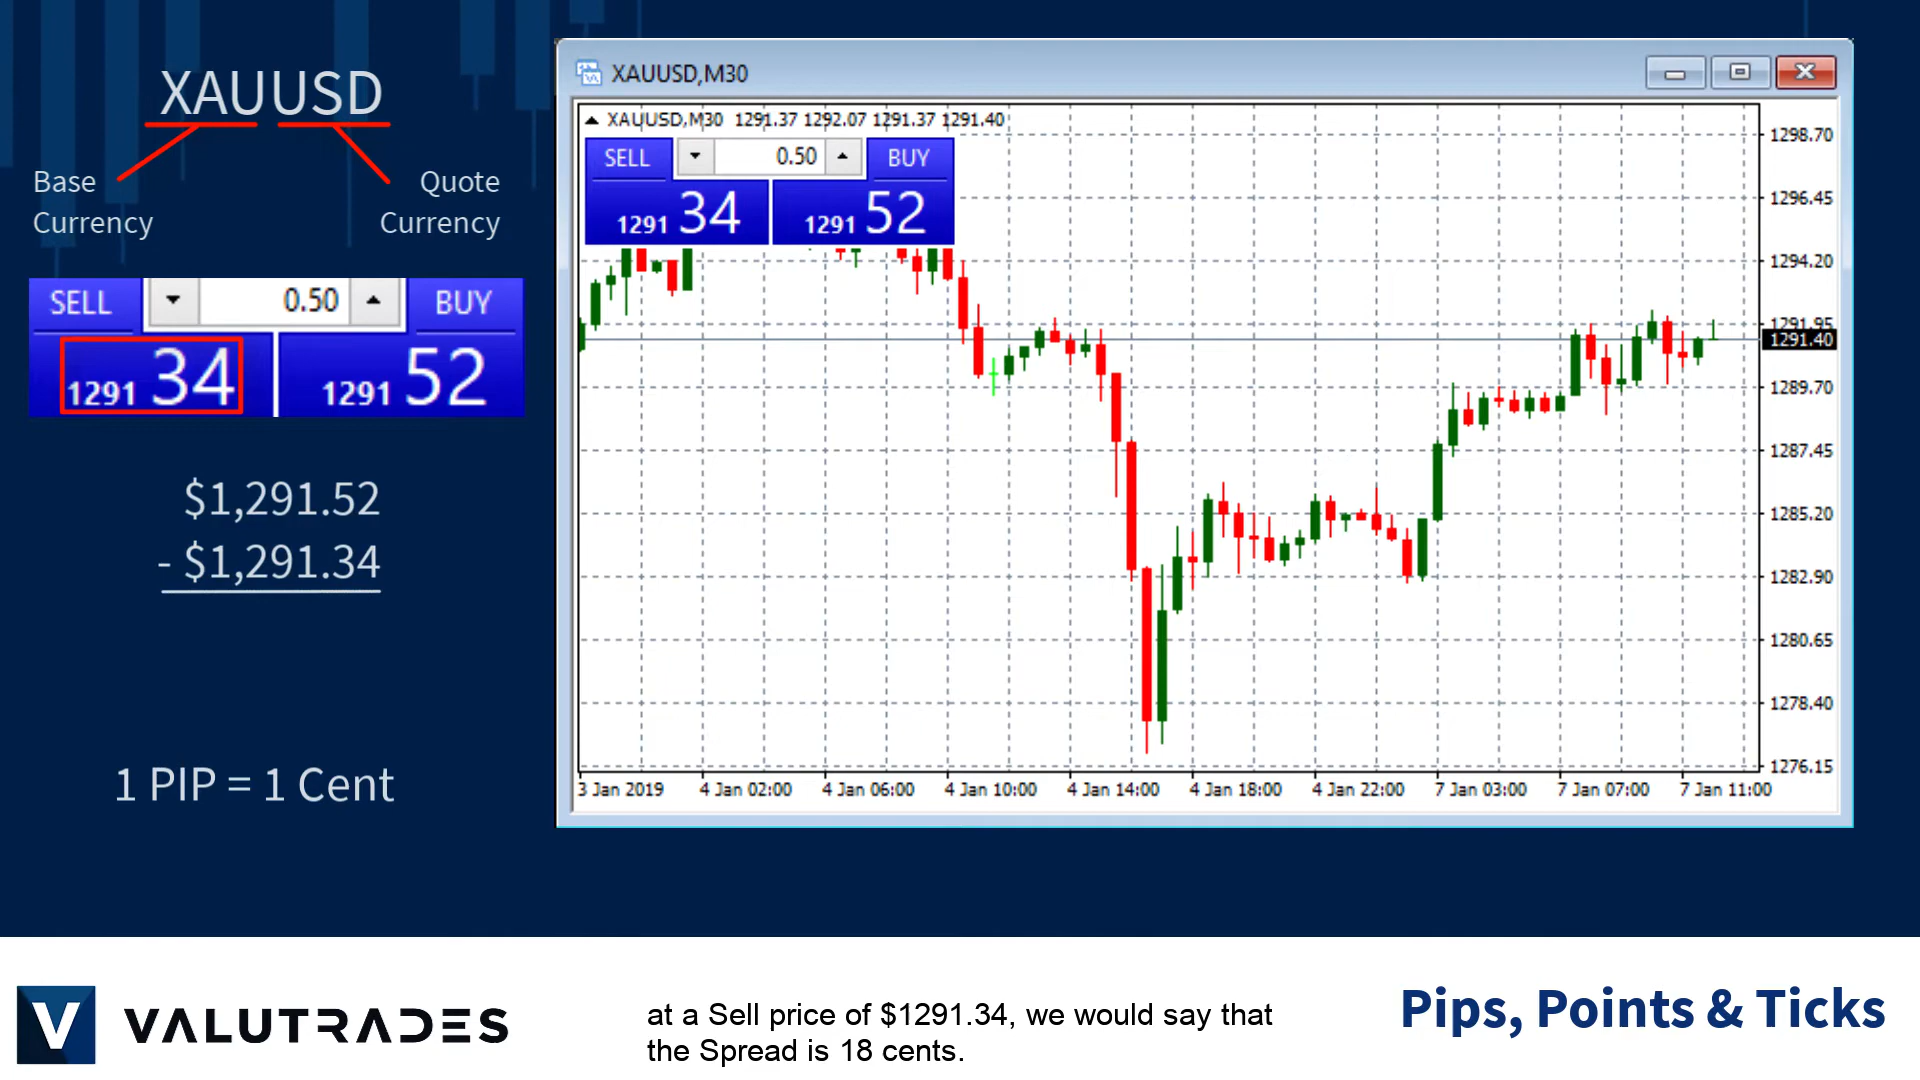 XAUUSD
Base
Currency
Quote
Currency
SELL 0.50 BUY
1291 34 1291 52
$1,291.52
- $1,291.34
1 PIP = 1 Cent
XAUUSD,M30
XAUUSD,M30 1291.37 1292.07 1291.37 1291.40
SELL 0.50 BUY
1291 34 1291 52
1298.70
1296.45
1294.20
1291.95
1291.40
1289.70
1287.45
1285.20
1282.90
1280.65
1278.40
1276.15
3 Jan 2019 4 Jan 02:00 4 Jan 06:00 4 Jan 10:00 4 Jan 14:00 4 Jan 18:00 4 Jan 22:00 7 Jan 03:00 7 Jan 07:00 7 Jan 11:00
V VALUTRADES
at a Sell price of $1291.34, we would say that
the Spread is 18 cents.
Pips, Points & Ticks